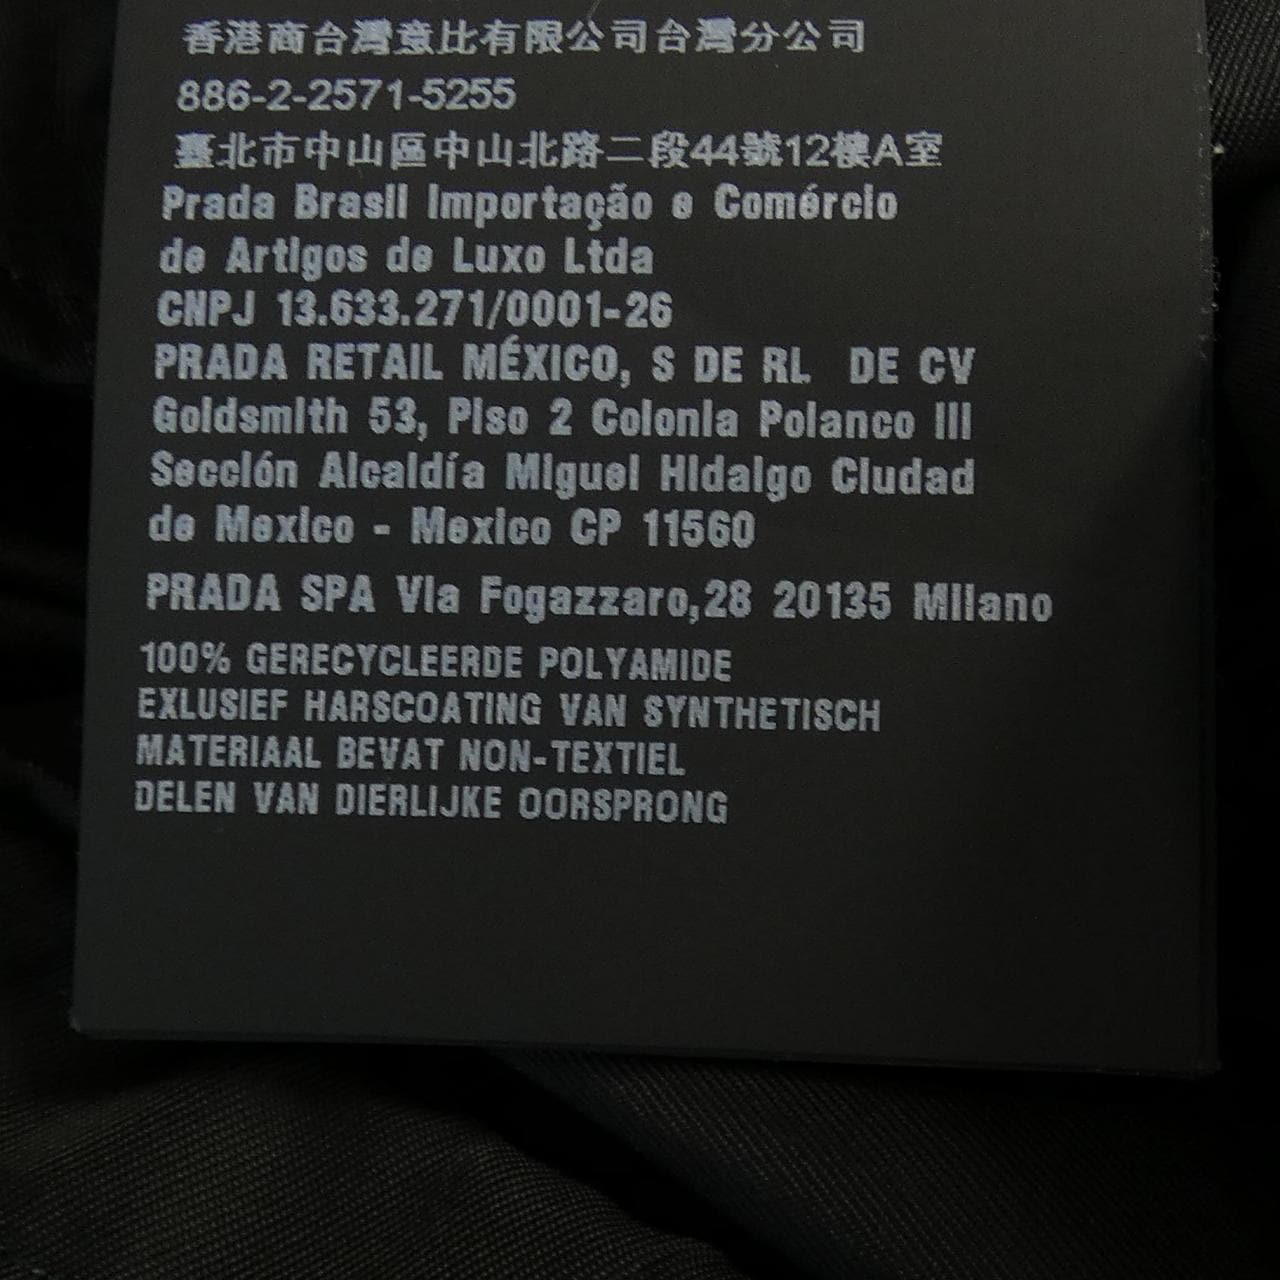 香港商台灣意比有限公司台灣分公司
886-2-2571-5255
臺北市中山區中山北路二段44號12樓A室
Prada Brasil Importação e Comércio
de Artigos de Luxo Ltda
CNPJ 13.633.271/0001-26
PRADA RETAIL MÉXICO, S DE RL DE CV
Goldsmith 53, Piso 2 Colonia Polanco III
Sección Alcaldía Miguel Hidalgo Ciudad
de Mexico - Mexico CP 11560
PRADA SPA Via Fogazzaro,28 20135 Milano
100% GERECYCLEERDE POLYAMIDE
EXLUSIEF HARSCOATING VAN SYNTHETISCH
MATERIAAL BEVAT NON-TEXTIEL
DELEN VAN DIERLIJKE OORSPRONG